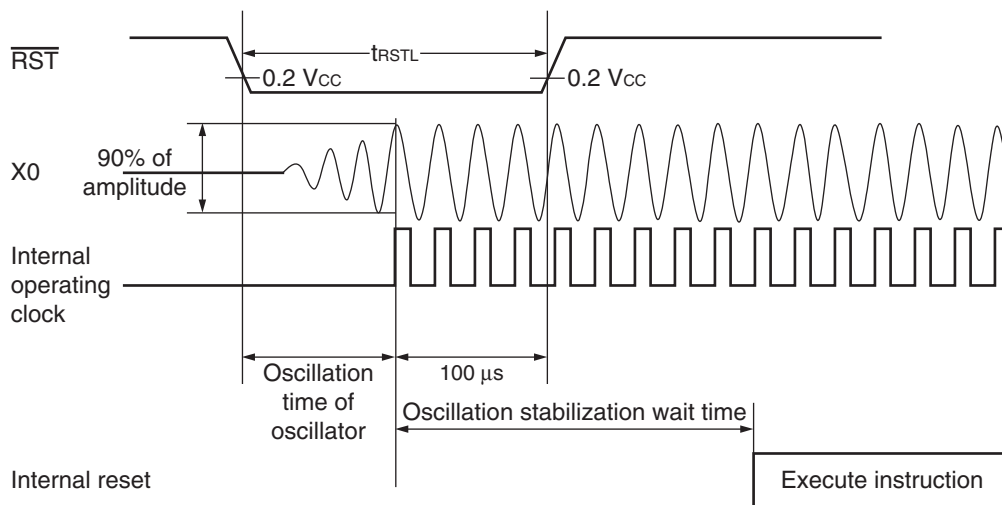 RST
tRSTL
0.2 VCC
0.2 VCC
X0
90% of
amplitude
Internal
operating
clock
Oscillation
time of
oscillator
100 μs
Oscillation stabilization wait time
Internal reset
Execute instruction